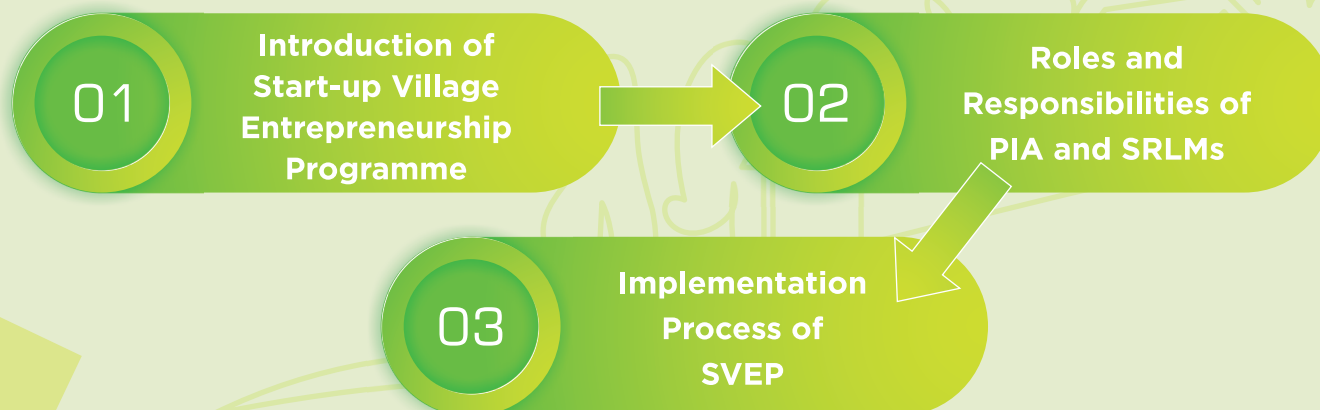 01
Introduction of
Start-up Village
Entrepreneurship
Programme
02
Roles and
Responsibilities of
PIA and SRLMs
03
Implementation
Process of
SVEP